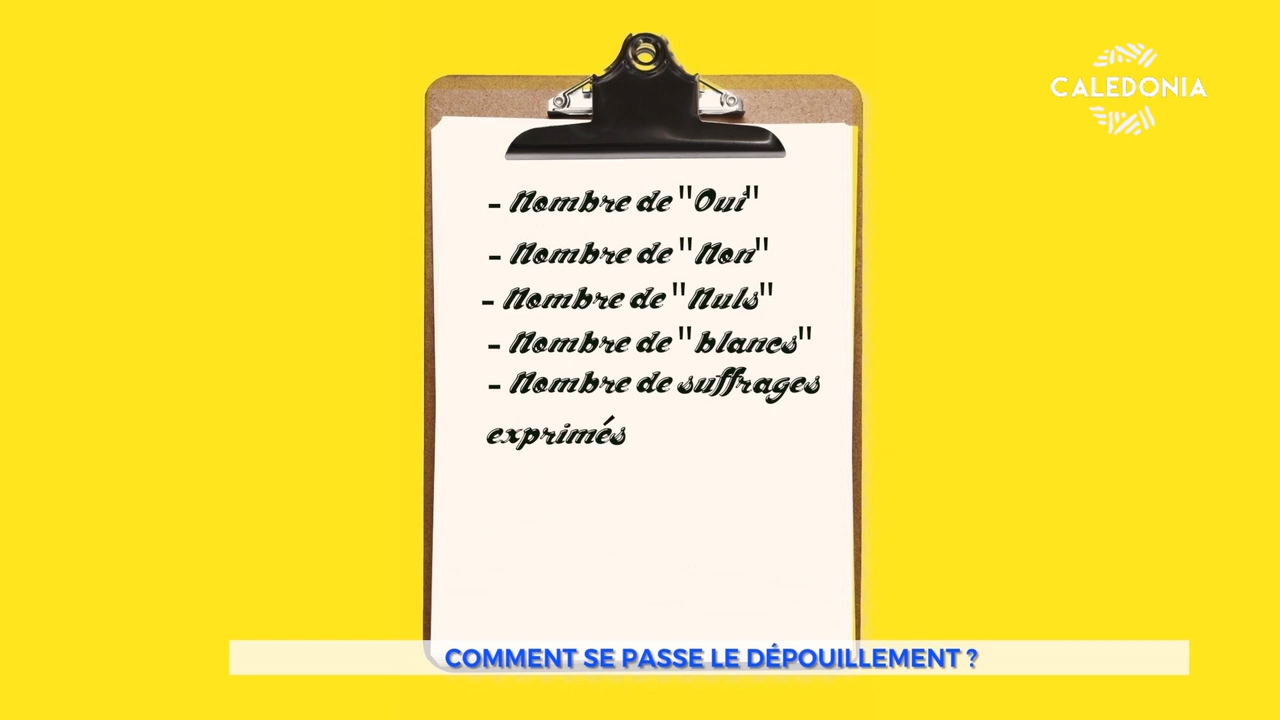 CALEDONIA
- Nombre de "Oui"
- Nombre de "Non"
- Nombre de "Nuls"
- Nombre de "blancs"
- Nombre de suffrages
exprimés
COMMENT SE PASSE LE DÉPOUILLEMENT ?